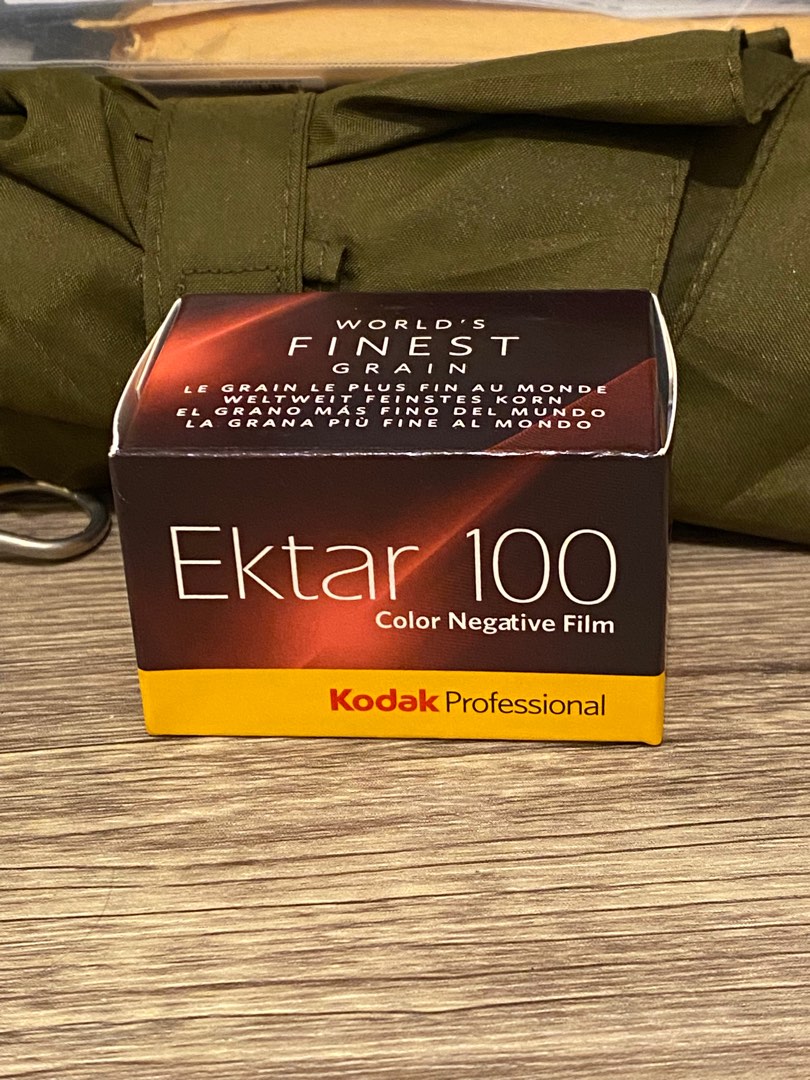 WORLD'S
FINEST
GRAIN
LE GRAIN LE PLUS FIN AU MONDE
WELTWEIT FEINSTES KORN
EL GRANO MÁS FINO DEL MUNDO
LA GRANA PIÙ FINE AL MONDO
Ektar 100
Color Negative Film
Kodak Professional